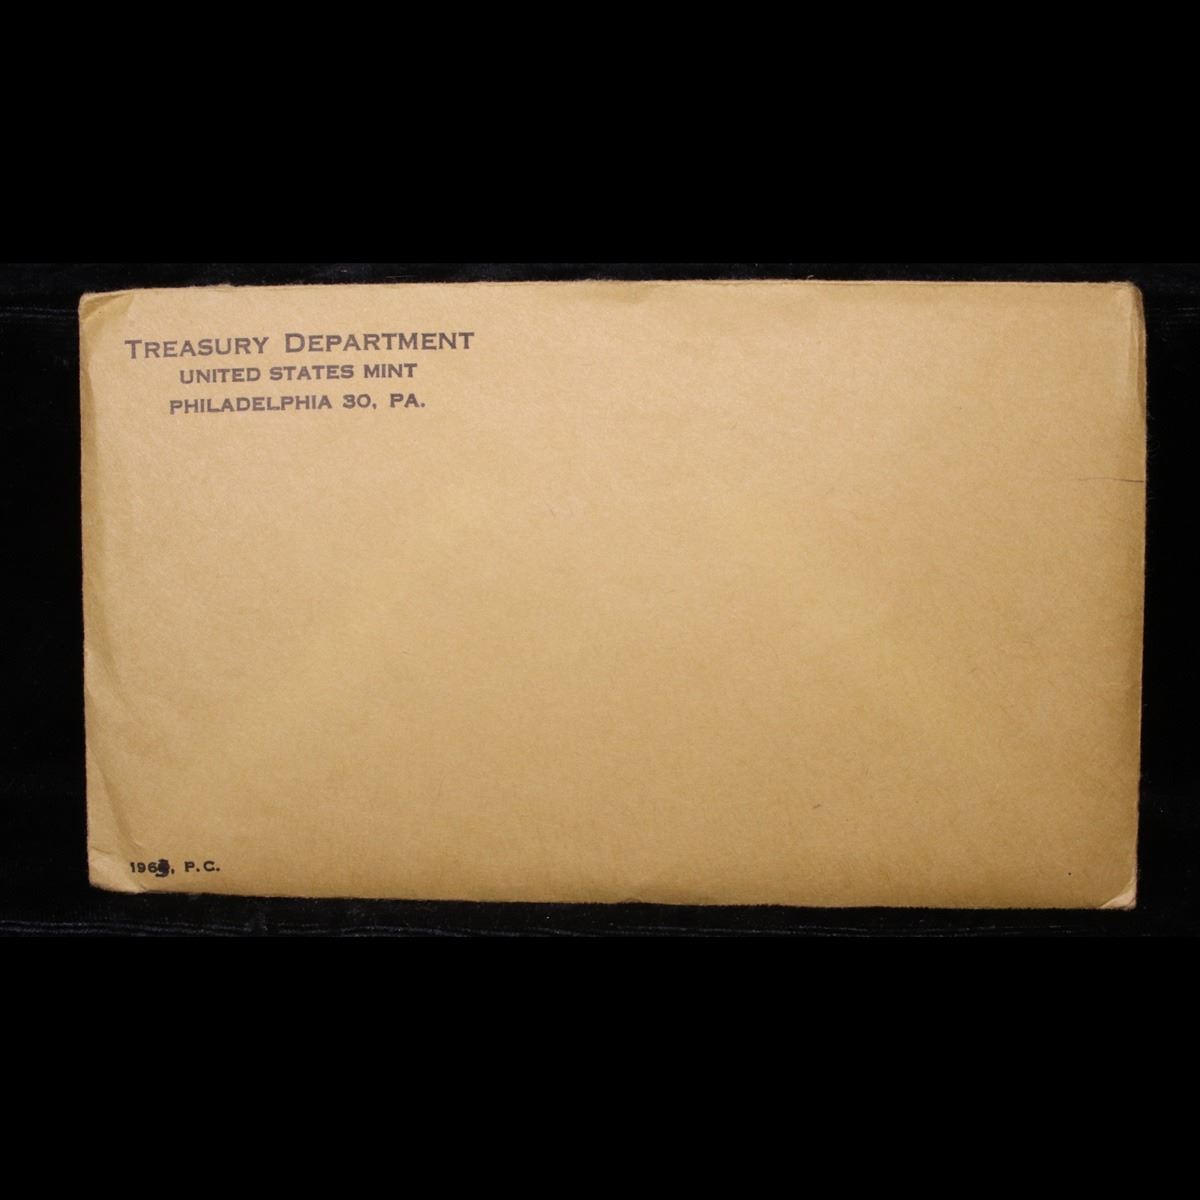 TREASURY DEPARTMENT
UNITED STATES MINT
PHILADELPHIA 30, PA.
P.C.